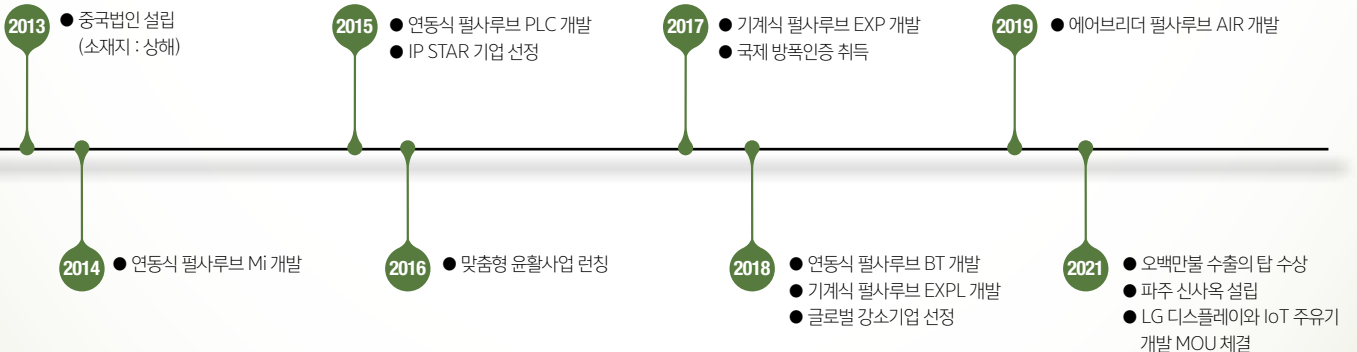 2013
● 중국법인 설립
(소재지 : 상해)
2014
● 연동식 펄사루브 Mi 개발
2015
● 연동식 펄사루브 PLC 개발
● IP STAR 기업 선정
2016
● 맞춤형 윤활사업 런칭
2017
● 기계식 펄사루브 EXP 개발
● 국제 방폭인증 취득
2018
● 연동식 펄사루브 BT 개발
● 기계식 펄사루브 EXPL 개발
● 글로벌 강소기업 선정
2019
● 에어브리더 펄사루브 AIR 개발
2021
● 오백만불 수출의 탑 수상
● 파주 신사옥 설립
● LG 디스플레이와 IoT 주유기
개발 MOU 체결